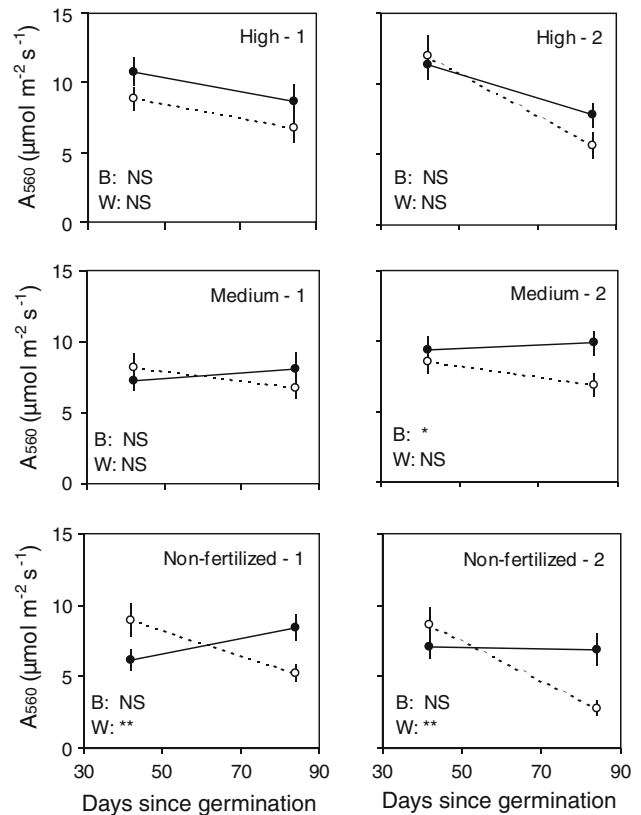 15
10
5
0
A560 (µmol m-2 s-1)
High - 1
B: NS
W: NS
High - 2
B: NS
W: NS
15
10
5
0
A560 (µmol m-2 s-1)
Medium - 1
B: NS
W: NS
Medium - 2
B: *
W: NS
15
10
5
0
A560 (µmol m-2 s-1)
Non-fertilized - 1
B: NS
W: **
30 50 70 90
Days since germination
Non-fertilized - 2
B: NS
W: **
30 50 70 90
Days since germination